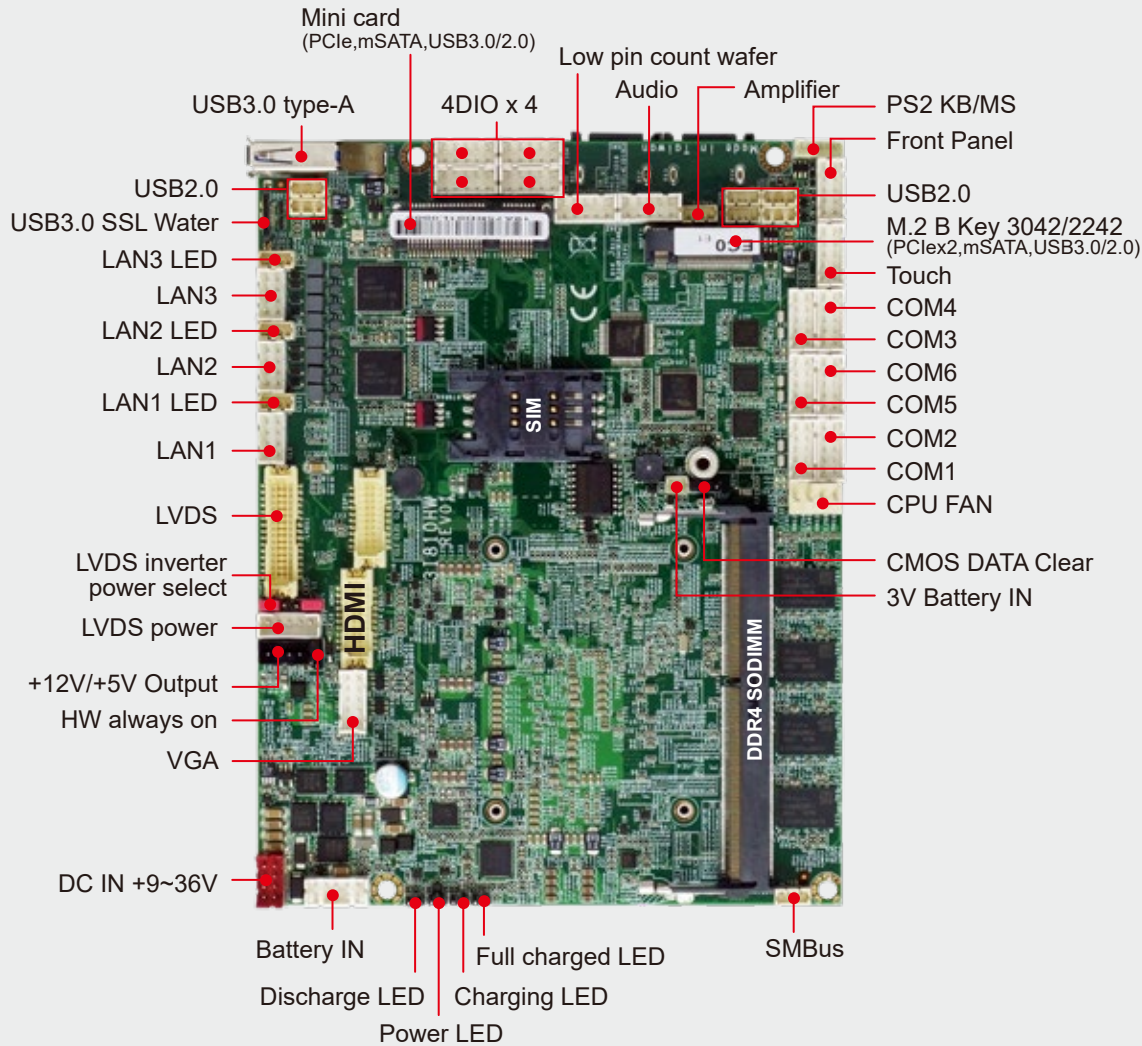 Mini card
(PCIe,mSATA,USB3.0/2.0)
Low pin count wafer
USB3.0 type-A
4DIO x 4
Audio
Amplifier
PS2 KB/MS
Front Panel
Made in Taiwan
USB2.0
USB2.0
USB3.0 SSL Water
M.2 B Key 3042/2242
(PCIex2,mSATA,USB3.0/2.0)
LAN3 LED
Touch
LAN3
COM4
LAN2 LED
COM3
LAN2
COM6
LAN1 LED
COM5
SIM
LAN1
COM2
COM1
CPU FAN
LVDS
CE
LVDS inverter
power select
CMOS DATA Clear
3V Battery IN
HDMI
LVDS power
DDR4 SODIMM
+12V/+5V Output
HW always on
VGA
DC IN +9~36V
Battery IN
Full charged LED
SMBus
Discharge LED
Charging LED
Power LED